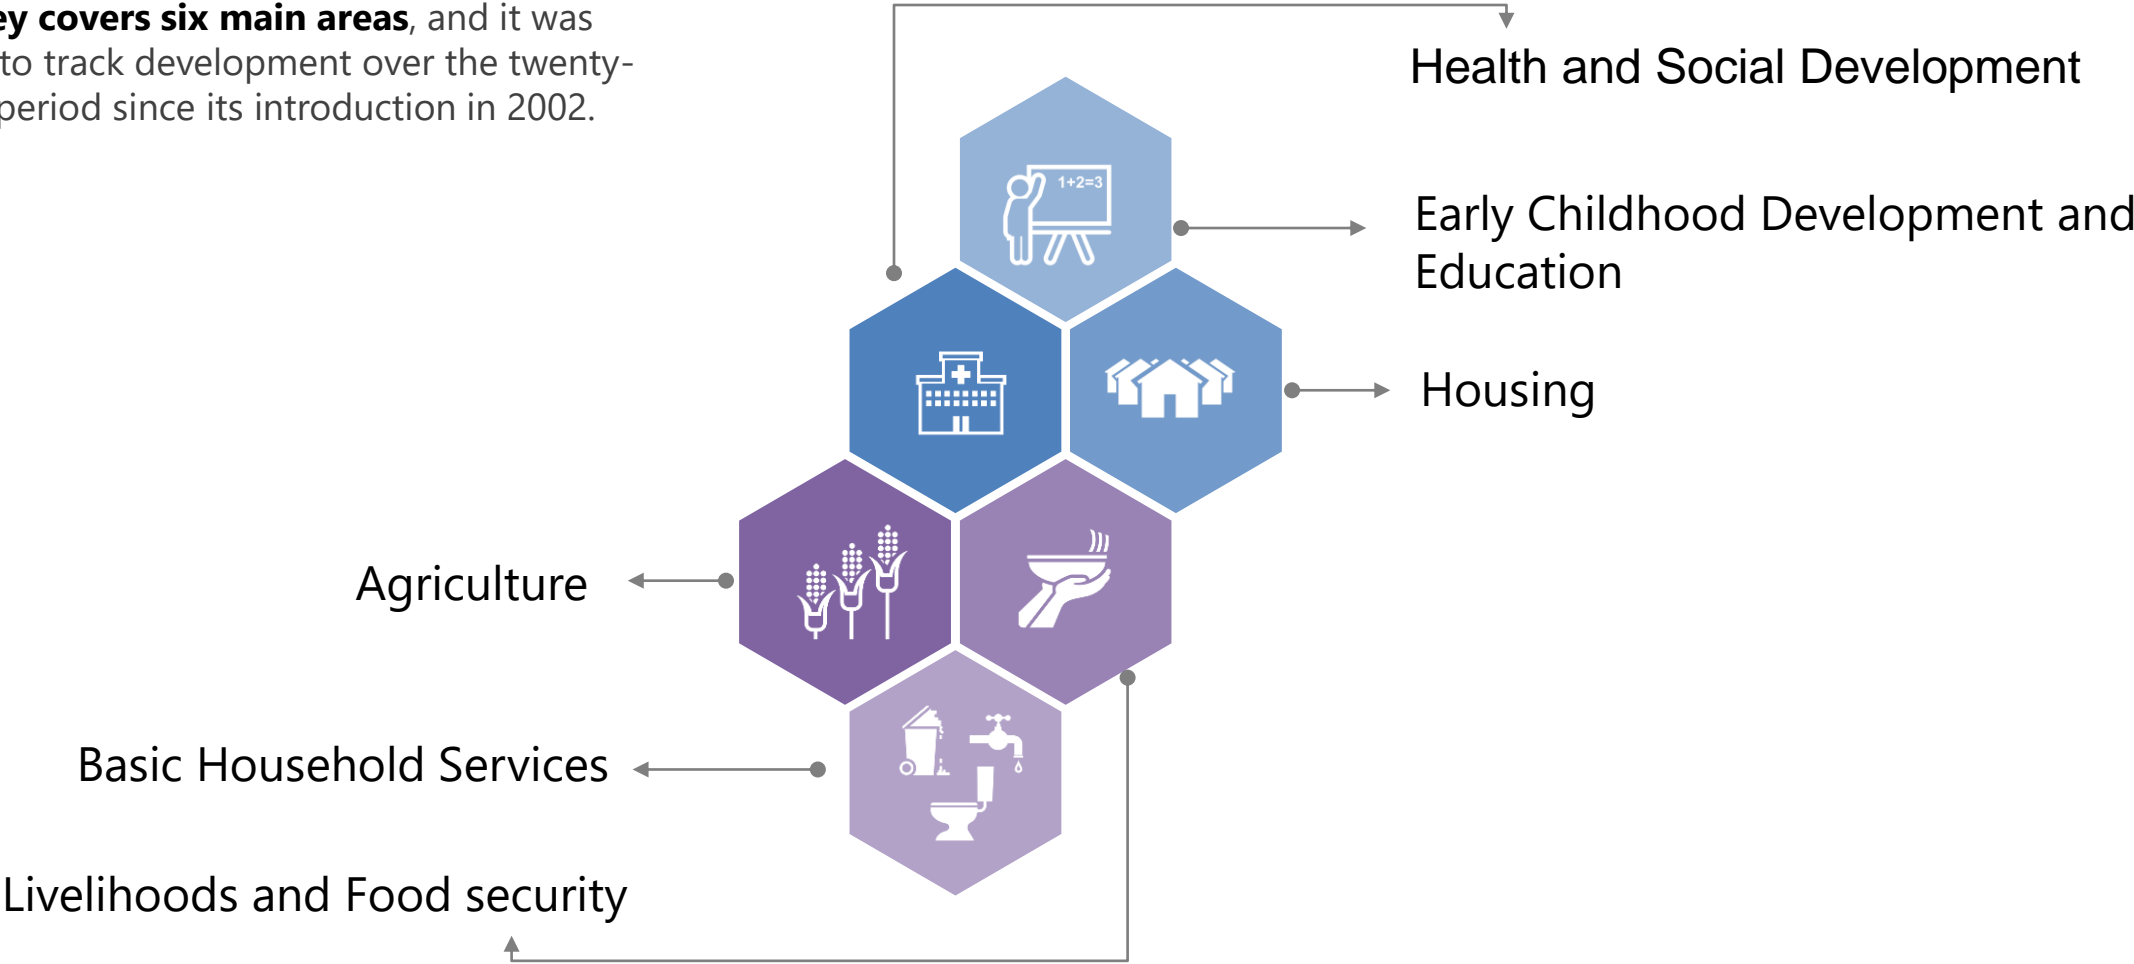 ey covers six main areas, and it was
to track development over the twenty-
period since its introduction in 2002.
Health and Social Development
1+2=3
Early Childhood Development and
Education
Housing
Agriculture
Basic Household Services
Livelihoods and Food security